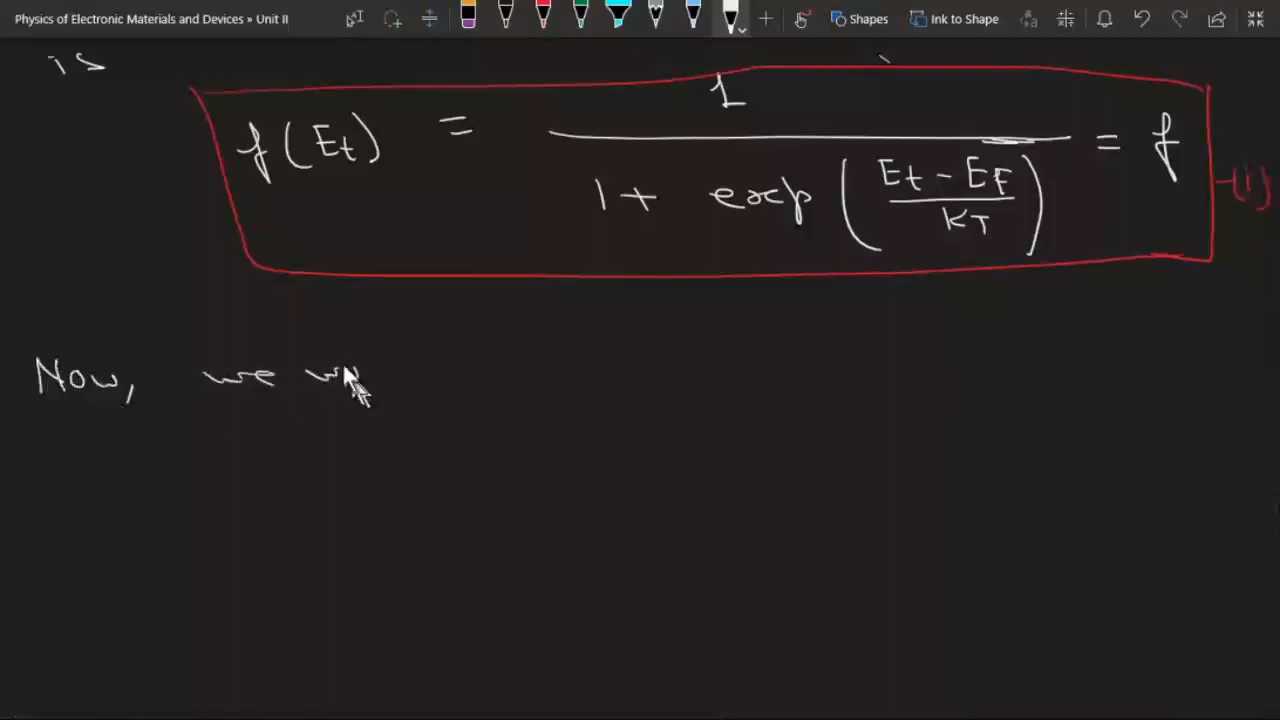 Physics of Electronic Materials and Devices » Unit II
Shapes
Ink to Shape
is
f(Et) = 1 / (1 + exp((Et - EF) / KT)) = f -(i)
Now, we